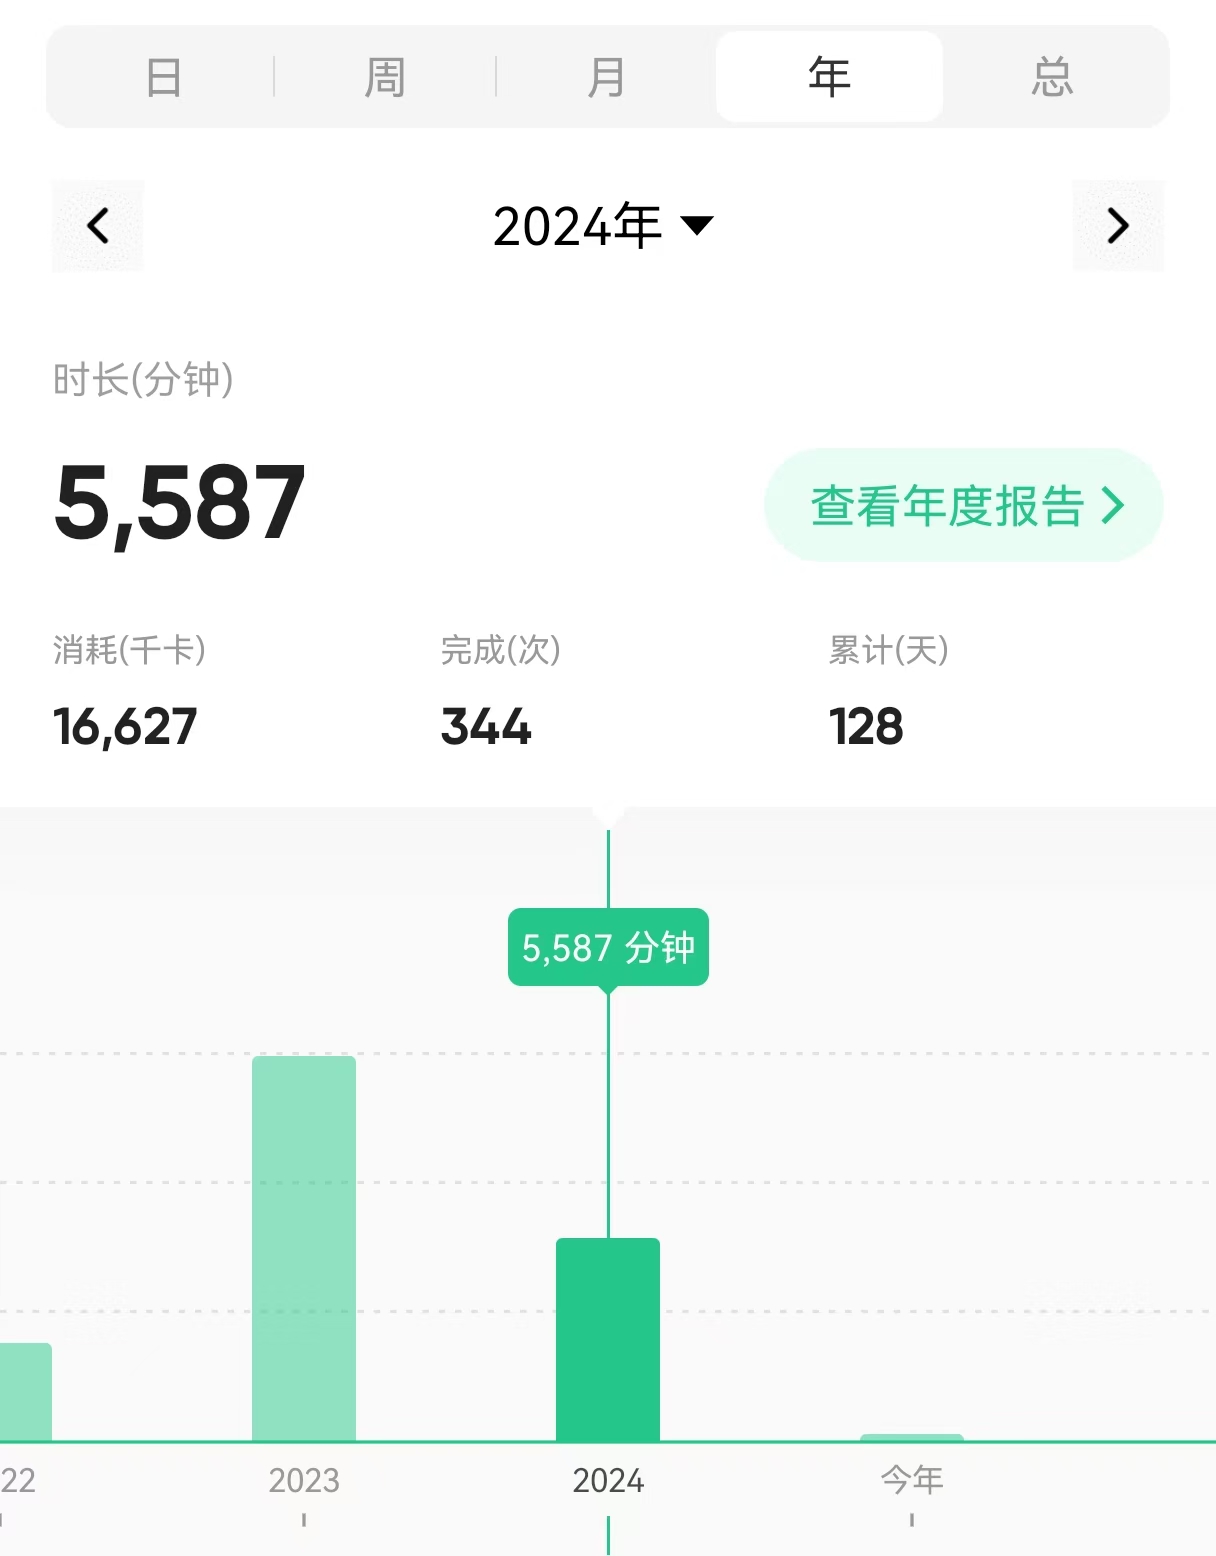 日 周 月 年 总
2024年
时长(分钟)
5,587
查看年度报告
消耗(千卡) 完成(次) 累计(天)
16,627 344 128
5,587 分钟
22 2023 2024 今年